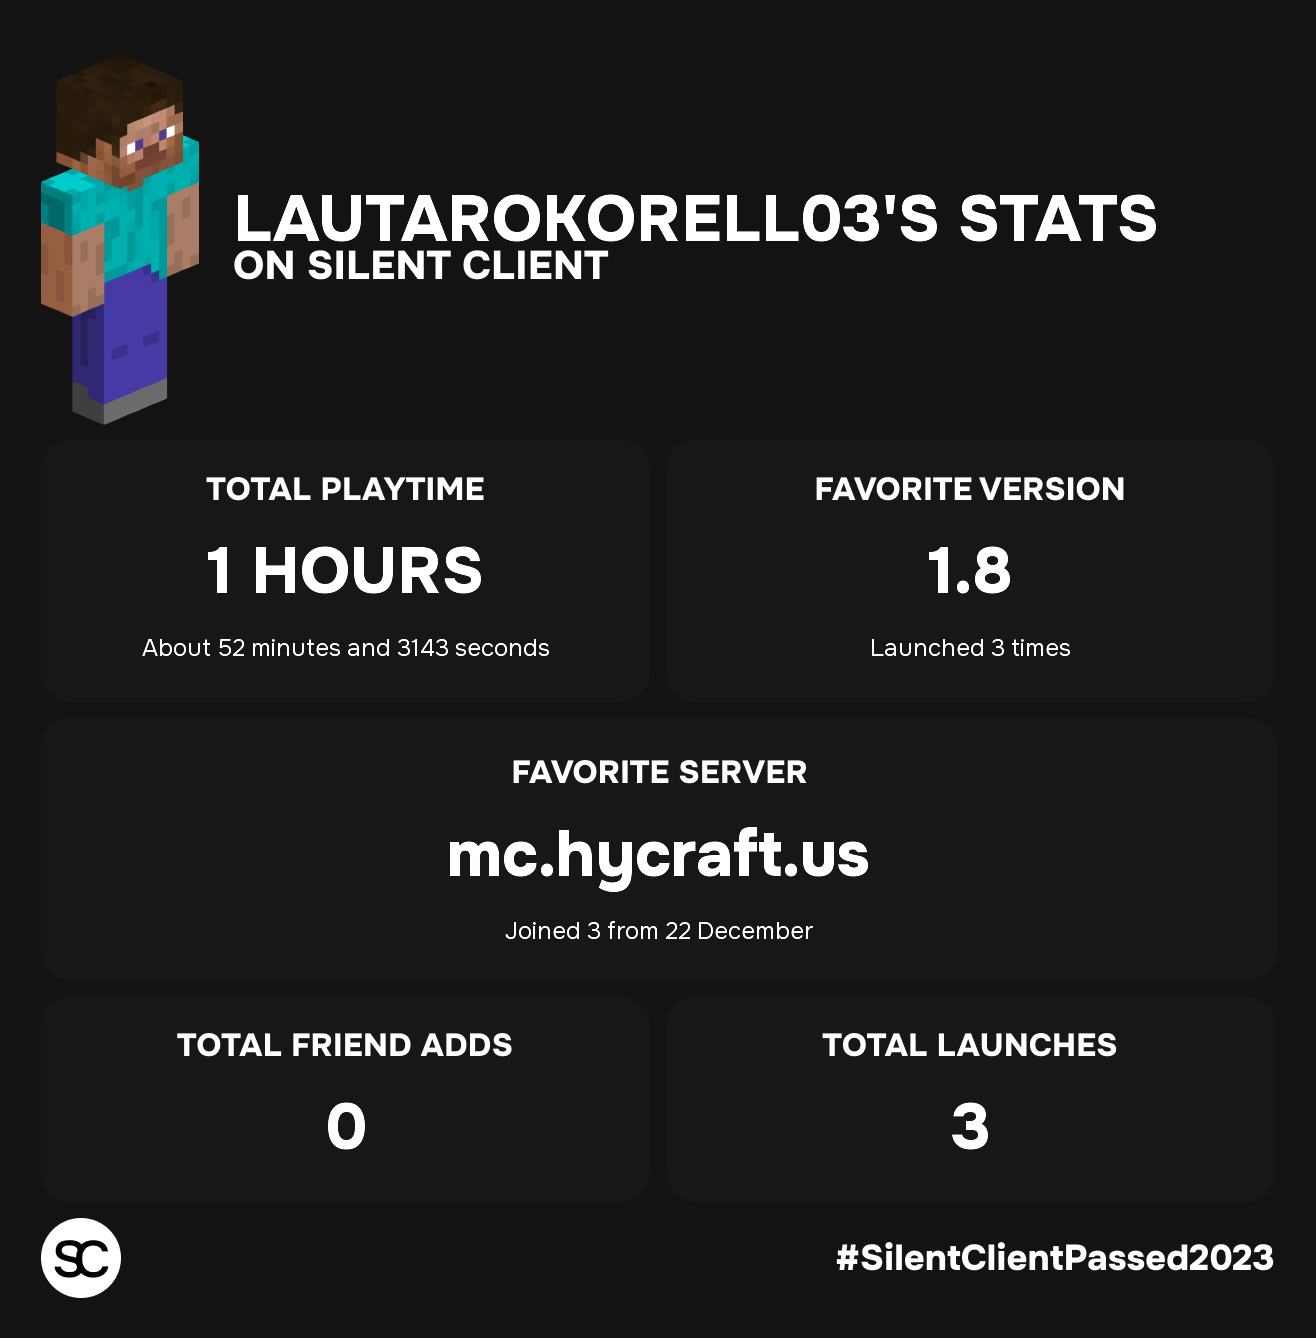 LAUTAROKORELL03'S STATS
ON SILENT CLIENT
TOTAL PLAYTIME
1 HOURS
About 52 minutes and 3143 seconds
FAVORITE VERSION
1.8
Launched 3 times
FAVORITE SERVER
mc.hycraft.us
Joined 3 from 22 December
TOTAL FRIEND ADDS
0
TOTAL LAUNCHES
3
SC
#SilentClientPassed2023